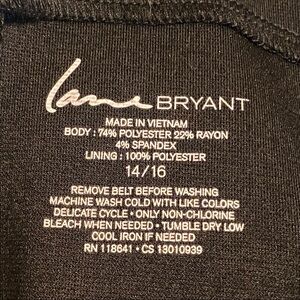 lane BRYANT
MADE IN VIETNAM
BODY : 74% POLYESTER 22% RAYON
4% SPANDEX
LINING : 100% POLYESTER
14/16
REMOVE BELT BEFORE WASHING
MACHINE WASH COLD WITH LIKE COLORS
DELICATE CYCLE • ONLY NON-CHLORINE
BLEACH WHEN NEEDED • TUMBLE DRY LOW
COOL IRON IF NEEDED
RN 118641 • CS 13010939